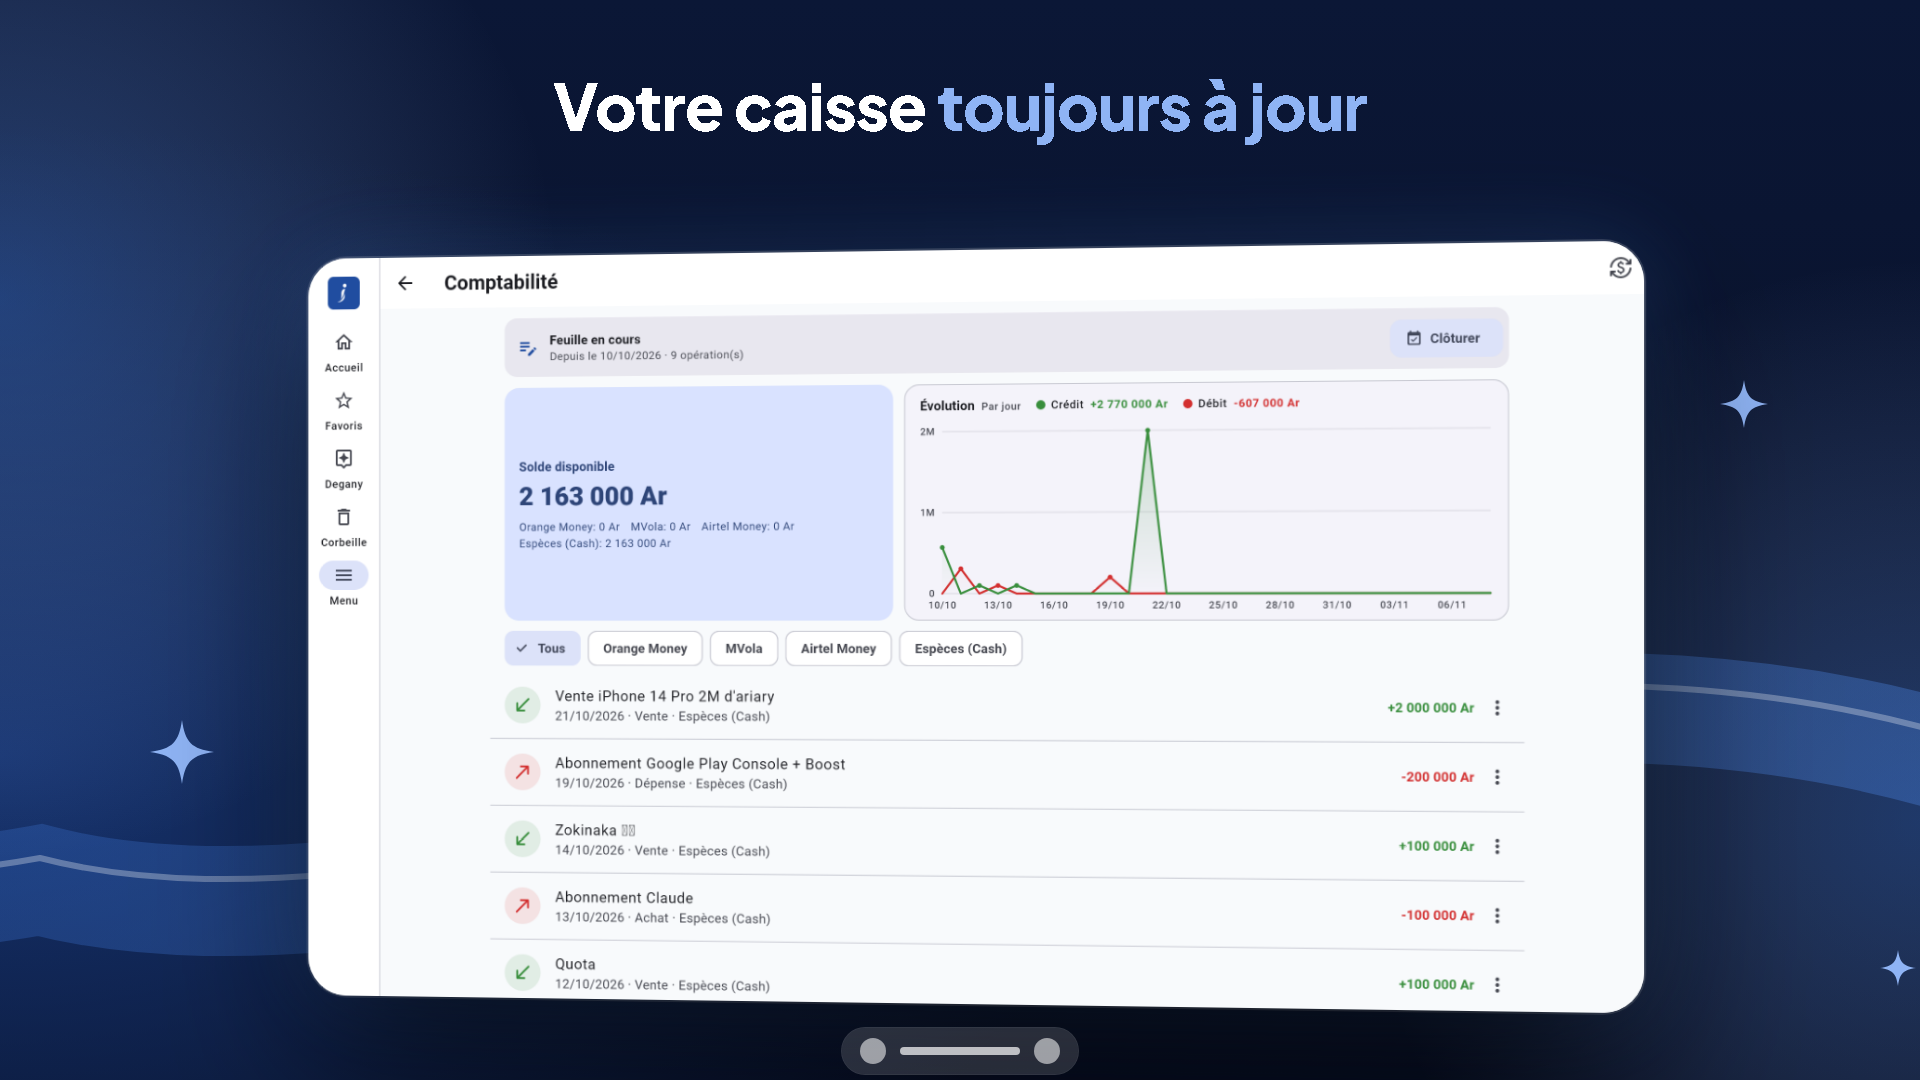 Votre caisse toujours à jour
Comptabilité
Accueil
Favoris
Degany
Corbeille
Menu
Feuille en cours
Depuis le 10/10/2026 · 9 opération(s)
Clôturer
Solde disponible
2 163 000 Ar
Orange Money: 0 Ar MVola: 0 Ar Airtel Money: 0 Ar
Espèces (Cash): 2 163 000 Ar
Évolution Par jour Crédit +2 770 000 Ar Débit -607 000 Ar
2M
1M
0
10/10 13/10 16/10 19/10 22/10 25/10 28/10 31/10 03/11 06/11
Tous Orange Money MVola Airtel Money Espèces (Cash)
Vente iPhone 14 Pro 2M d'ariary
21/10/2026 · Vente · Espèces (Cash)
+2 000 000 Ar
Abonnement Google Play Console + Boost
19/10/2026 · Dépense · Espèces (Cash)
-200 000 Ar
Zokinaka
14/10/2026 · Vente · Espèces (Cash)
+100 000 Ar
Abonnement Claude
13/10/2026 · Achat · Espèces (Cash)
-100 000 Ar
Quota
12/10/2026 · Vente · Espèces (Cash)
+100 000 Ar